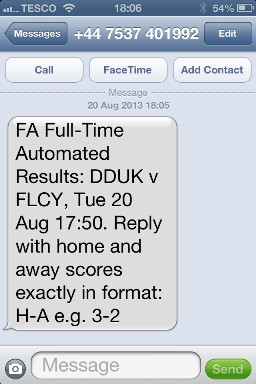 TESCO 18:06 54%
Messages +44 7537 401992 Edit
Call FaceTime Add Contact
Message
20 Aug 2013 18:05
FA Full-Time
Automated
Results: DDUK v
FLCY, Tue 20
Aug 17:50. Reply
with home and
away scores
exactly in format:
H-A e.g. 3-2
Message Send